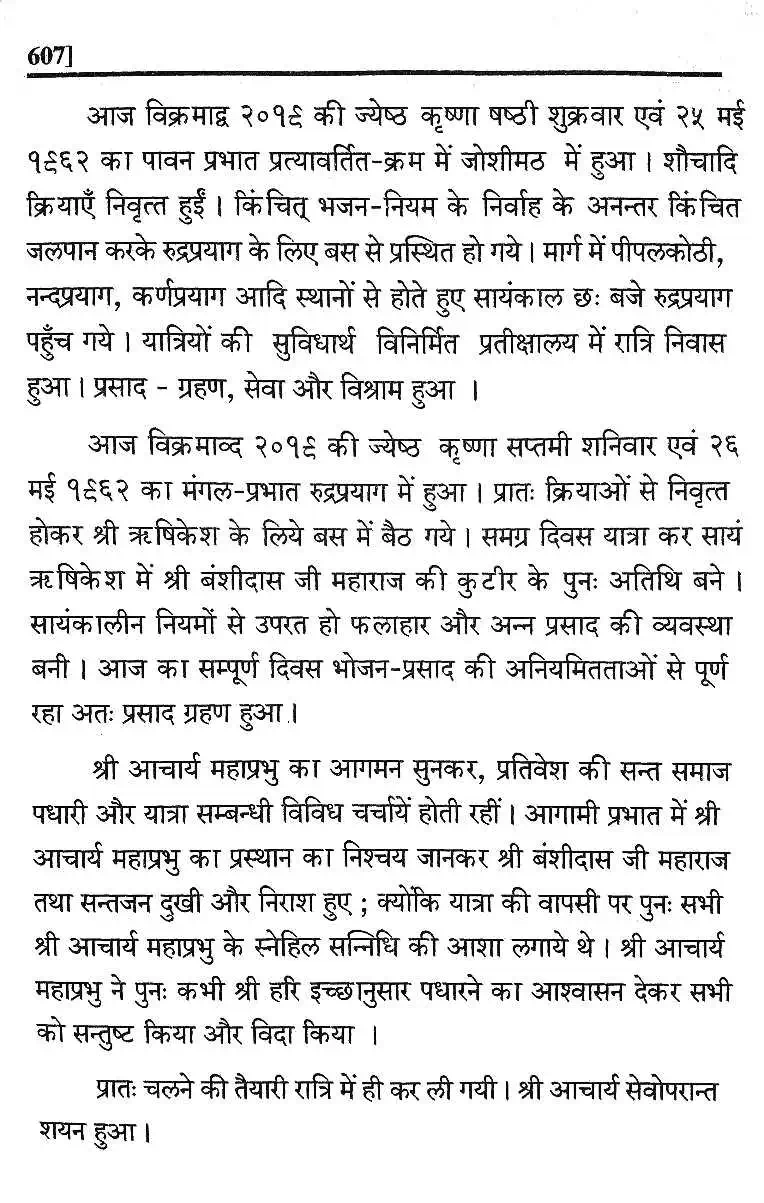 607]
आज विक्रमाद्व २०१९ की ज्येष्ठ कृष्णा षष्ठी शुक्रवार एवं २५ मई
१९६२ का पावन प्रभात प्रत्यावर्तित-क्रम में जोशीमठ में हुआ । शौचादि
क्रियाएँ निवृत्त हुईं । किंचित् भजन-नियम के निर्वाह के अनन्तर किंचित
जलपान करके रुद्रप्रयाग के लिए बस से प्रस्थित हो गये । मार्ग में पीपलकोठी,
नन्दप्रयाग, कर्णप्रयाग आदि स्थानों से होते हुए सायंकाल छः बजे रुद्रप्रयाग
पहुँच गये । यात्रियों की सुविधार्थ विनिर्मित प्रतीक्षालय में रात्रि निवास
हुआ । प्रसाद - ग्रहण, सेवा और विश्राम हुआ ।
आज विक्रमाव्द २०१९ की ज्येष्ठ कृष्णा सप्तमी शनिवार एवं २६
मई १९६२ का मंगल-प्रभात रुद्रप्रयाग में हुआ । प्रातः क्रियाओं से निवृत्त
होकर श्री ऋषिकेश के लिये बस में बैठ गये । समग्र दिवस यात्रा कर सायं
ऋषिकेश में श्री बंशीदास जी महाराज की कुटीर के पुनः अतिथि बने ।
सायंकालीन नियमों से उपरत हो फलाहार और अन्न प्रसाद की व्यवस्था
बनी । आज का सम्पूर्ण दिवस भोजन-प्रसाद की अनियमितताओं से पूर्ण
रहा अतः प्रसाद ग्रहण हुआ ।
श्री आचार्य महाप्रभु का आगमन सुनकर, प्रतिवेश की सन्त समाज
पधारी और यात्रा सम्बन्धी विविध चर्चायें होती रहीं । आगामी प्रभात में श्री
आचार्य महाप्रभु का प्रस्थान का निश्चय जानकर श्री बंशीदास जी महाराज
तथा सन्तजन दुखी और निराश हुए ; क्योंकि यात्रा की वापसी पर पुनः सभी
श्री आचार्य महाप्रभु के स्नेहिल सन्निधि की आशा लगाये थे । श्री आचार्य
महाप्रभु ने पुनः कभी श्री हरि इच्छानुसार पधारने का आश्वासन देकर सभी
को सन्तुष्ट किया और विदा किया ।
प्रातः चलने की तैयारी रात्रि में ही कर ली गयी । श्री आचार्य सेवोपरान्त
शयन हुआ ।